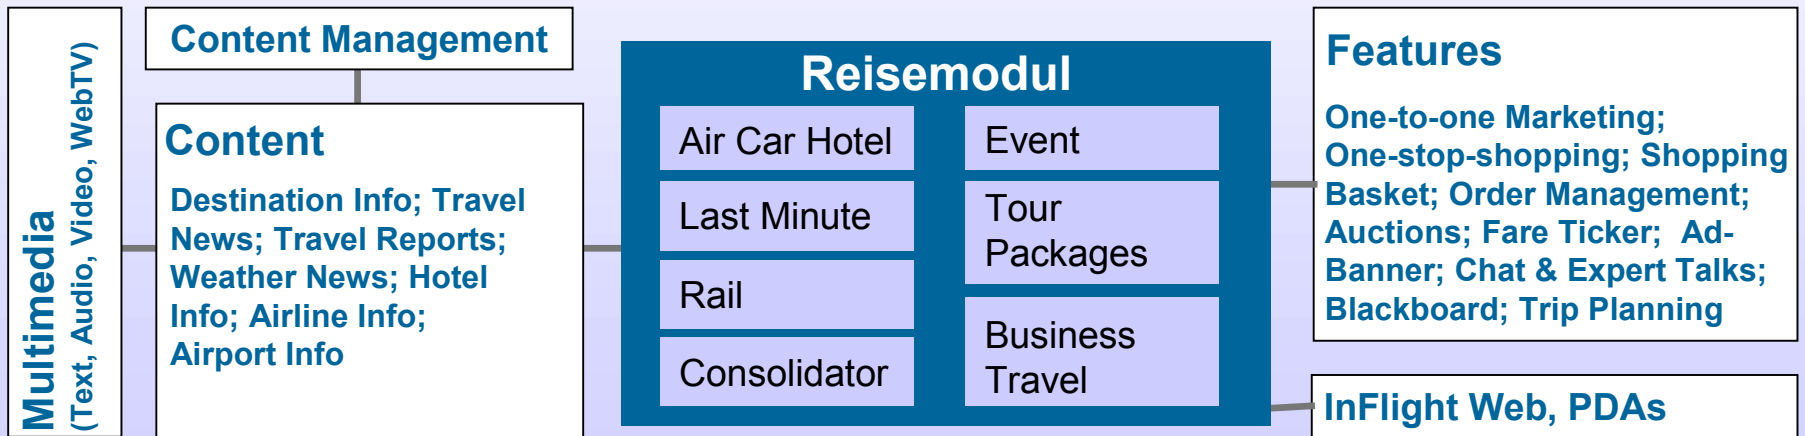 Multimedia
(Text, Audio, Video, WebTV)
Content Management
Content
Destination Info; Travel
News; Travel Reports;
Weather News; Hotel
Info; Airline Info;
Airport Info
Reisemodul
Air Car Hotel
Last Minute
Rail
Consolidator
Event
Tour
Packages
Business
Travel
Features
One-to-one Marketing;
One-stop-shopping; Shopping
Basket; Order Management;
Auctions; Fare Ticker;  Ad-
Banner; Chat & Expert Talks;
Blackboard; Trip Planning
InFlight Web, PDAs